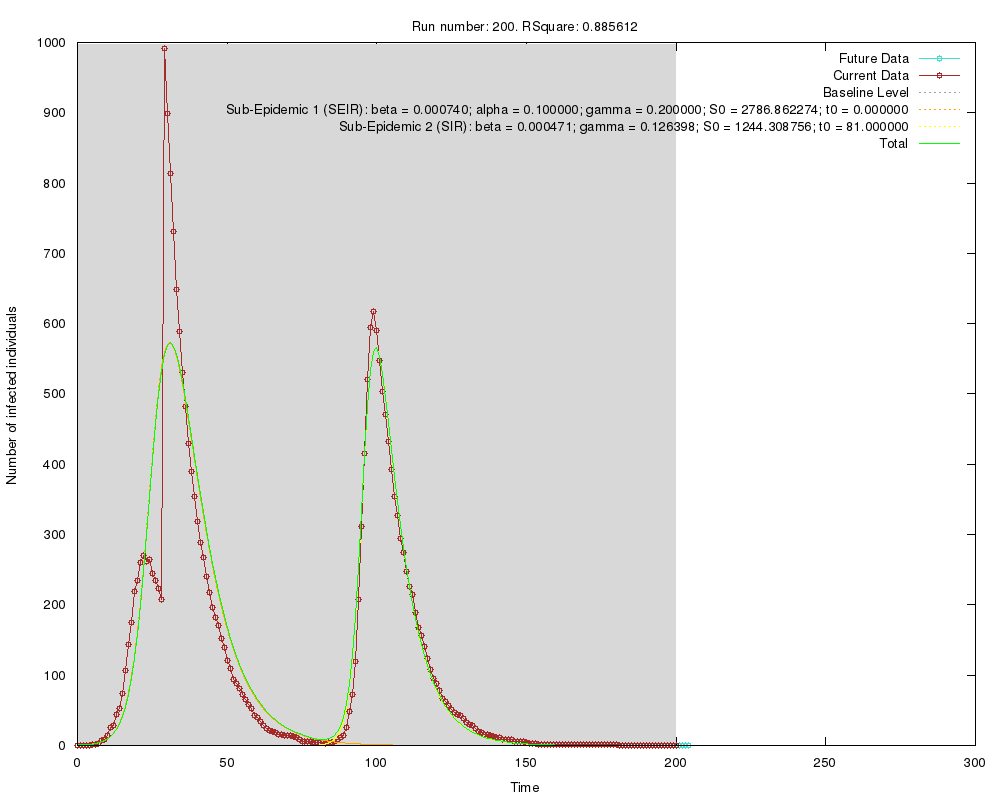 Run number: 200. RSquare: 0.885612
Future Data
Current Data
Baseline Level
Sub-Epidemic 1 (SEIR): beta = 0.000740; alpha = 0.100000; gamma = 0.200000; S0 = 2786.862274; t0 = 0.000000
Sub-Epidemic 2 (SIR): beta = 0.000471; gamma = 0.126398; S0 = 1244.308756; t0 = 81.000000
Total
Number of infected individuals
1000
900
800
700
600
500
400
300
200
100
0
0
50
100
150
200
250
300
Time